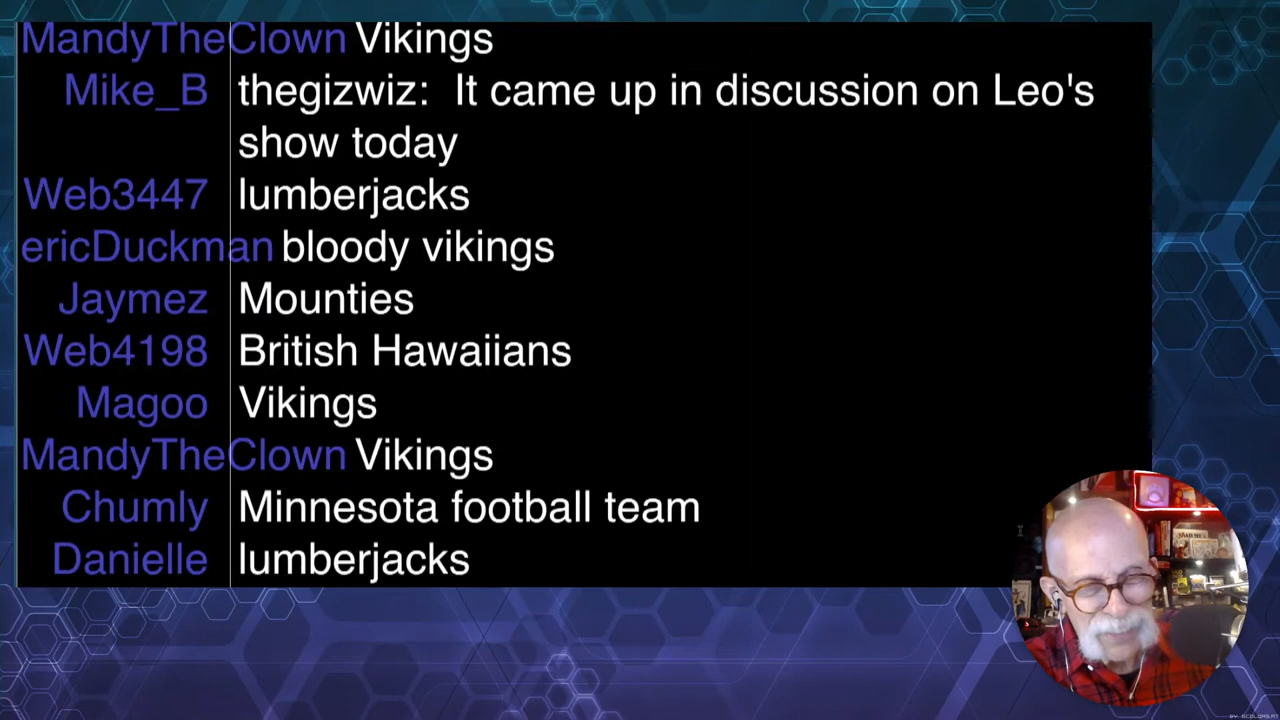 MandyTheClown Vikings
Mike_B thegizwiz: It came up in discussion on Leo's
show today
Web3447 lumberjacks
ericDuckman bloody vikings
Jaymez Mounties
Web4198 British Hawaiians
Magoo Vikings
MandyTheClown Vikings
Chumly Minnesota football team
Danielle lumberjacks